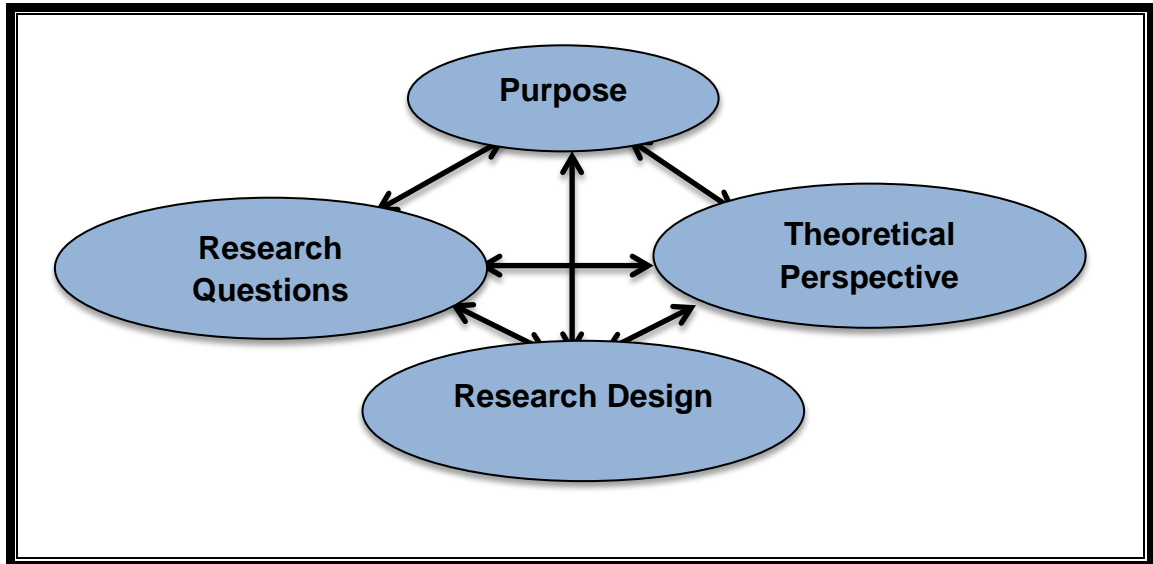 Purpose
Research
Questions
Theoretical
Perspective
Research Design